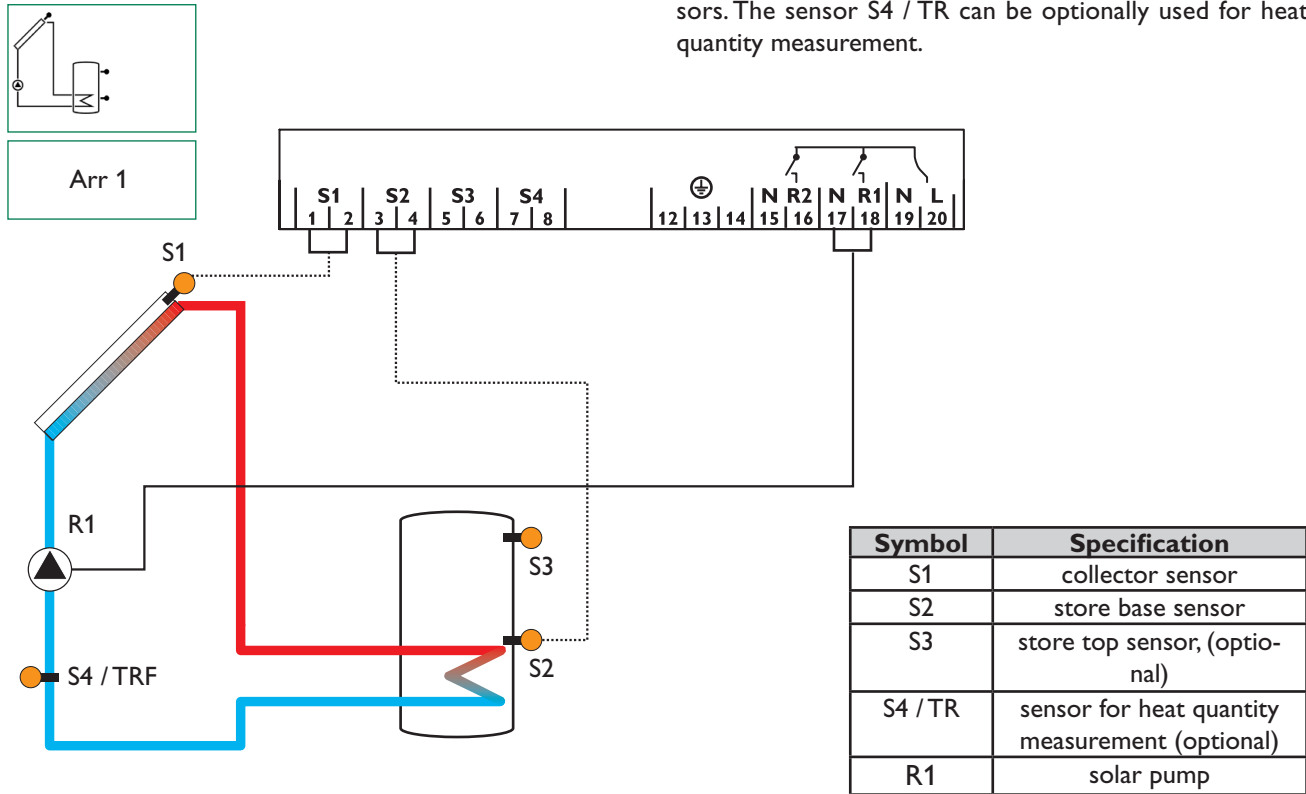 sors. The sensor S4 / TR can be optionally used for heat
quantity measurement.
Arr 1
S1 S2 S3 S4 N R2 N R1 N L
1 2 3 4 5 6 7 8 12 13 14 15 16 17 18 19 20
S1
R1
S3
S2
S4 / TRF
Symbol Specification
S1 collector sensor
S2 store base sensor
S3 store top sensor, (optio-
nal)
S4 / TR sensor for heat quantity
measurement (optional)
R1 solar pump